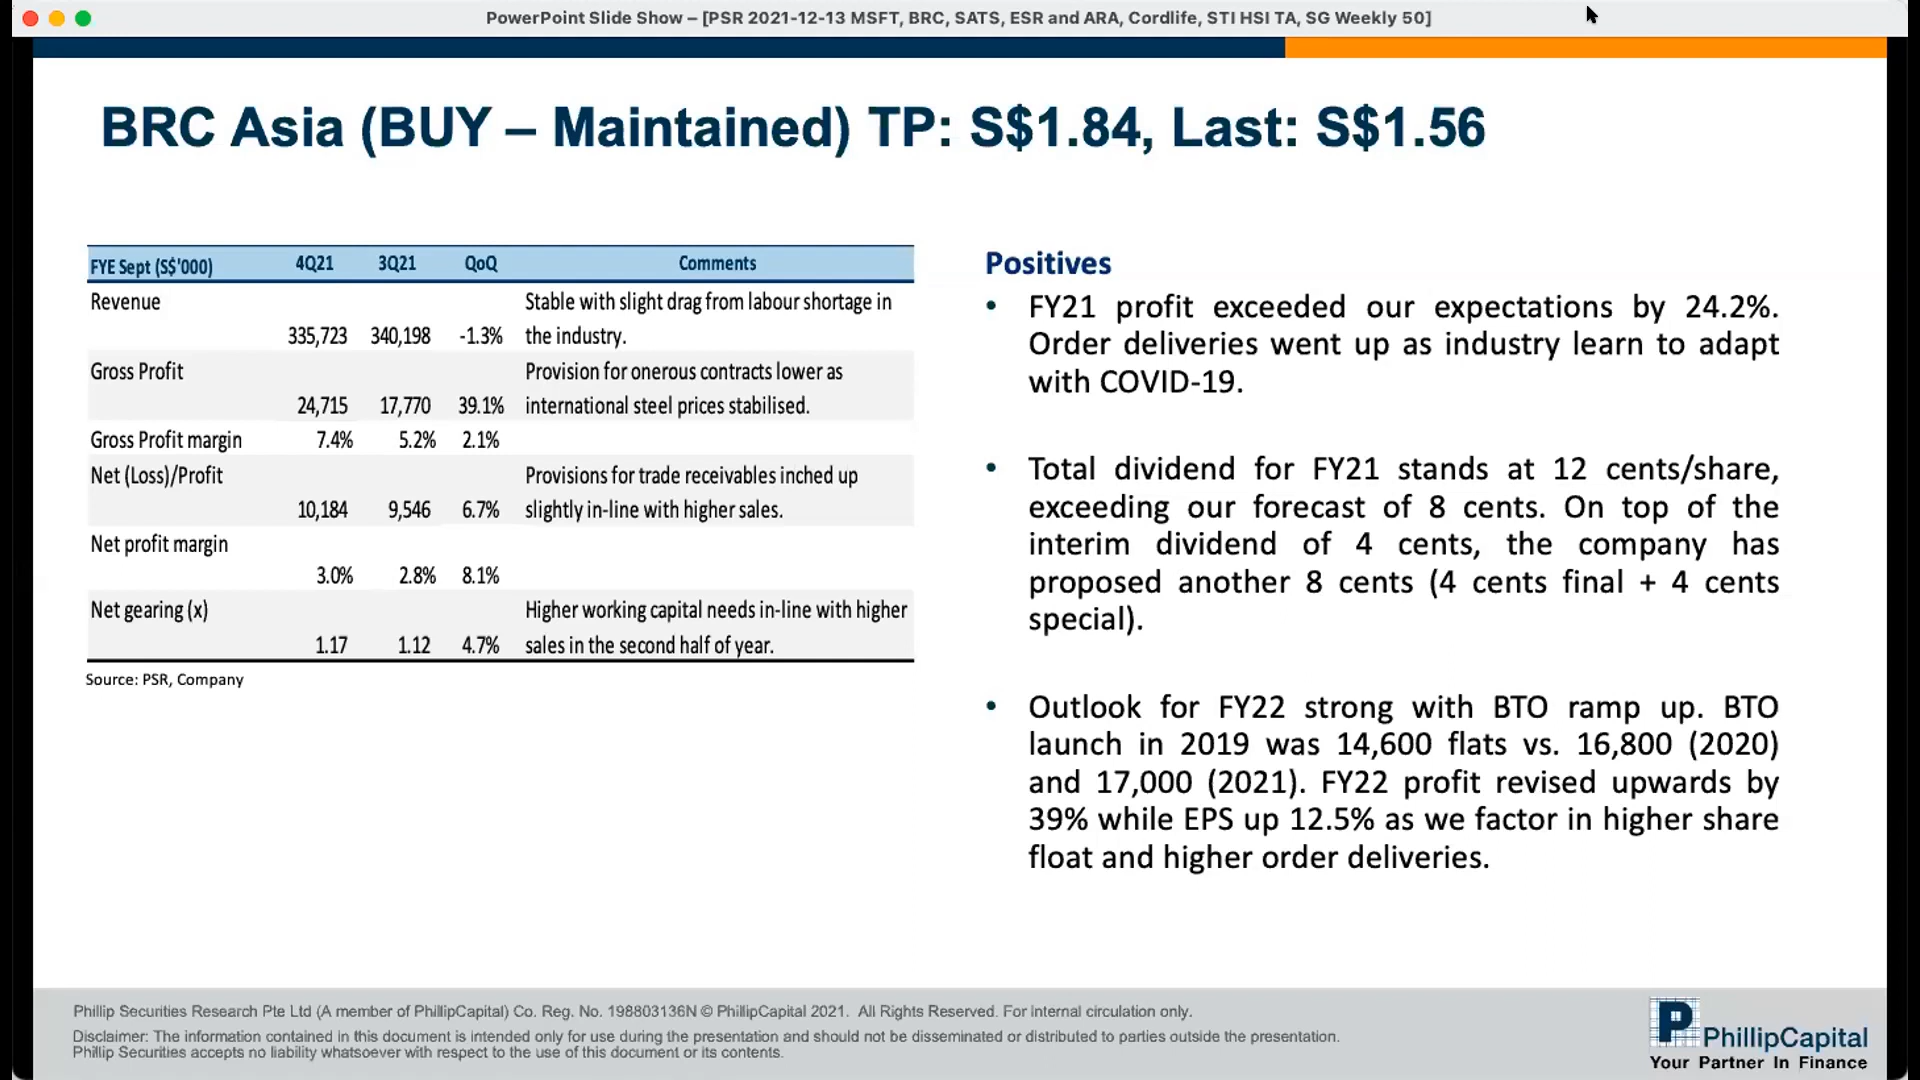 PowerPoint Slide Show – [PSR 2021-12-13 MSFT, BRC, SATS, ESR and ARA, Cordlife, STI HSI TA, SG Weekly 50]
BRC Asia (BUY – Maintained) TP: S$1.84, Last: S$1.56
FYE Sept (S$'000) 4Q21 3Q21 QoQ Comments
Revenue 335,723 340,198 -1.3% Stable with slight drag from labour shortage in
the industry.
Gross Profit 24,715 17,770 39.1% Provision for onerous contracts lower as
international steel prices stabilised.
Gross Profit margin 7.4% 5.2% 2.1%
Net (Loss)/Profit 10,184 9,546 6.7% Provisions for trade receivables inched up
slightly in-line with higher sales.
Net profit margin 3.0% 2.8% 8.1%
Net gearing (x) 1.17 1.12 4.7% Higher working capital needs in-line with higher
sales in the second half of year.
Source: PSR, Company
Positives
• FY21 profit exceeded our expectations by 24.2%.
Order deliveries went up as industry learn to adapt
with COVID-19.
• Total dividend for FY21 stands at 12 cents/share,
exceeding our forecast of 8 cents. On top of the
interim dividend of 4 cents, the company has
proposed another 8 cents (4 cents final + 4 cents
special).
• Outlook for FY22 strong with BTO ramp up. BTO
launch in 2019 was 14,600 flats vs. 16,800 (2020)
and 17,000 (2021). FY22 profit revised upwards by
39% while EPS up 12.5% as we factor in higher share
float and higher order deliveries.
Phillip Securities Research Pte Ltd (A member of PhillipCapital) Co. Reg. No. 198803136N © PhillipCapital 2021. All Rights Reserved. For internal circulation only.
Disclaimer: The information contained in this document is intended only for use during the presentation and should not be disseminated or distributed to parties outside the presentation.
Phillip Securities accepts no liability whatsoever with respect to the use of this document or its contents.
PhillipCapital
Your Partner In Finance